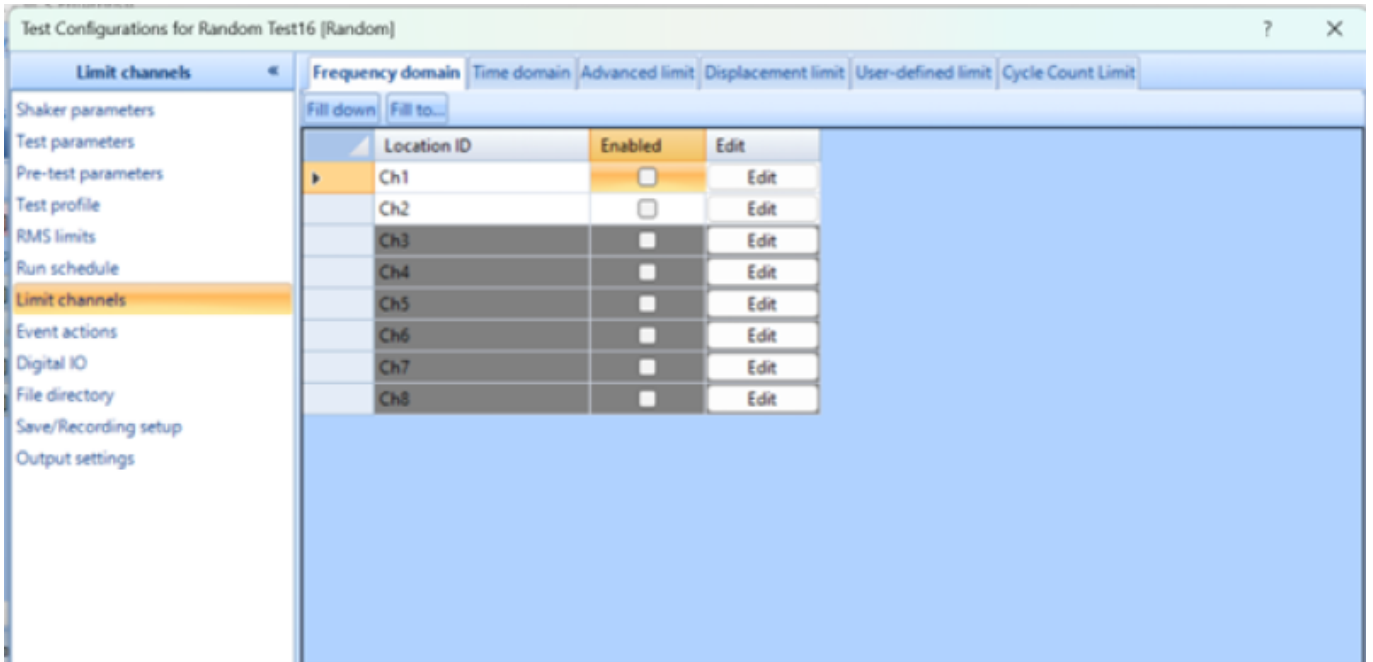 Test Configurations for Random Test16 [Random] ?
Limit channels «
Shaker parameters
Test parameters
Pre-test parameters
Test profile
RMS limits
Run schedule
Limit channels
Event actions
Digital IO
File directory
Save/Recording setup
Output settings
Frequency domain Time domain Advanced limit Displacement limit User-defined limit Cycle Count Limit
Fill down Fill to...
Location ID Enabled Edit
Ch1 Edit
Ch2 Edit
Ch3 Edit
Ch4 Edit
Ch5 Edit
Ch6 Edit
Ch7 Edit
Ch8 Edit